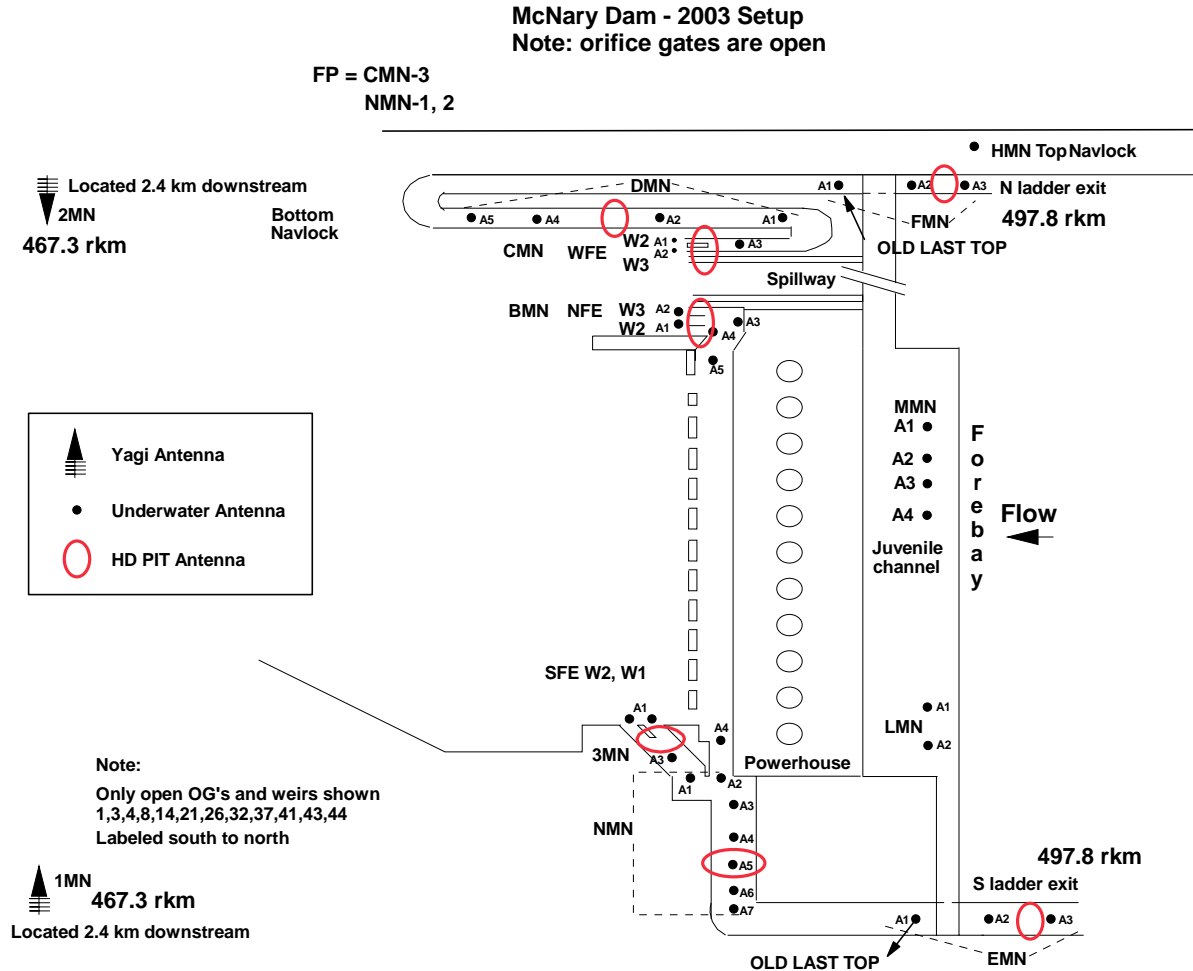 McNary Dam - 2003 Setup
Note: orifice gates are open
FP = CMN-3
NMN-1, 2
HMN Top Navlock
Located 2.4 km downstream
2MN
467.3 rkm
Bottom
Navlock
DMN
A1
A2
A3
N ladder exit
497.8 rkm
FMN
OLD LAST TOP
A5
A4
A2
A1
CMN
WFE
W2
A1
A2
W3
A3
Spillway
BMN
NFE
W3
A2
W2
A1
A3
A4
A5
Yagi Antenna
Underwater Antenna
HD PIT Antenna
MMN
A1
A2
A3
A4
Juvenile
channel
Forebay
Flow
SFE W2, W1
A1
A4
3MN
A3
A1
A2
Powerhouse
LMN
A1
A2
Note:
Only open OG's and weirs shown
1,3,4,8,14,21,26,32,37,41,43,44
Labeled south to north
NMN
A3
A4
A5
A6
A7
1MN
467.3 rkm
Located 2.4 km downstream
497.8 rkm
S ladder exit
A1
A2
A3
EMN
OLD LAST TOP